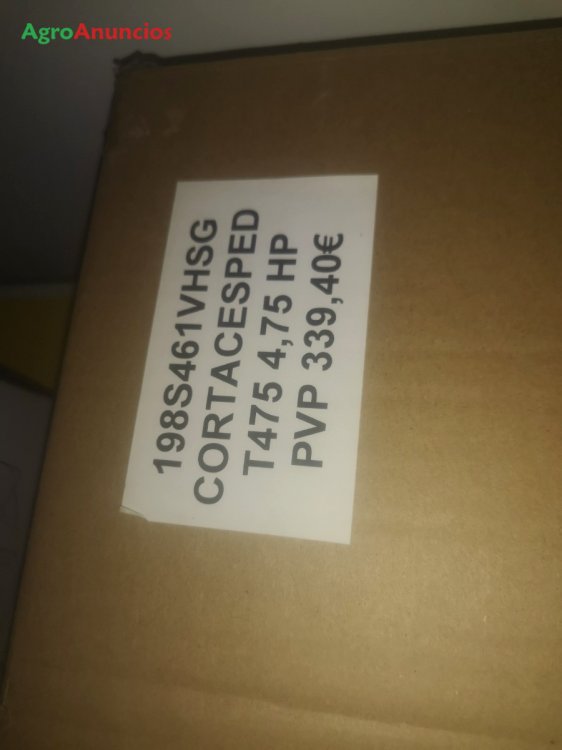 AgroAnuncios
198S461VHSG
CORTACESPED
T475 4,75 HP
PVP 339,40€